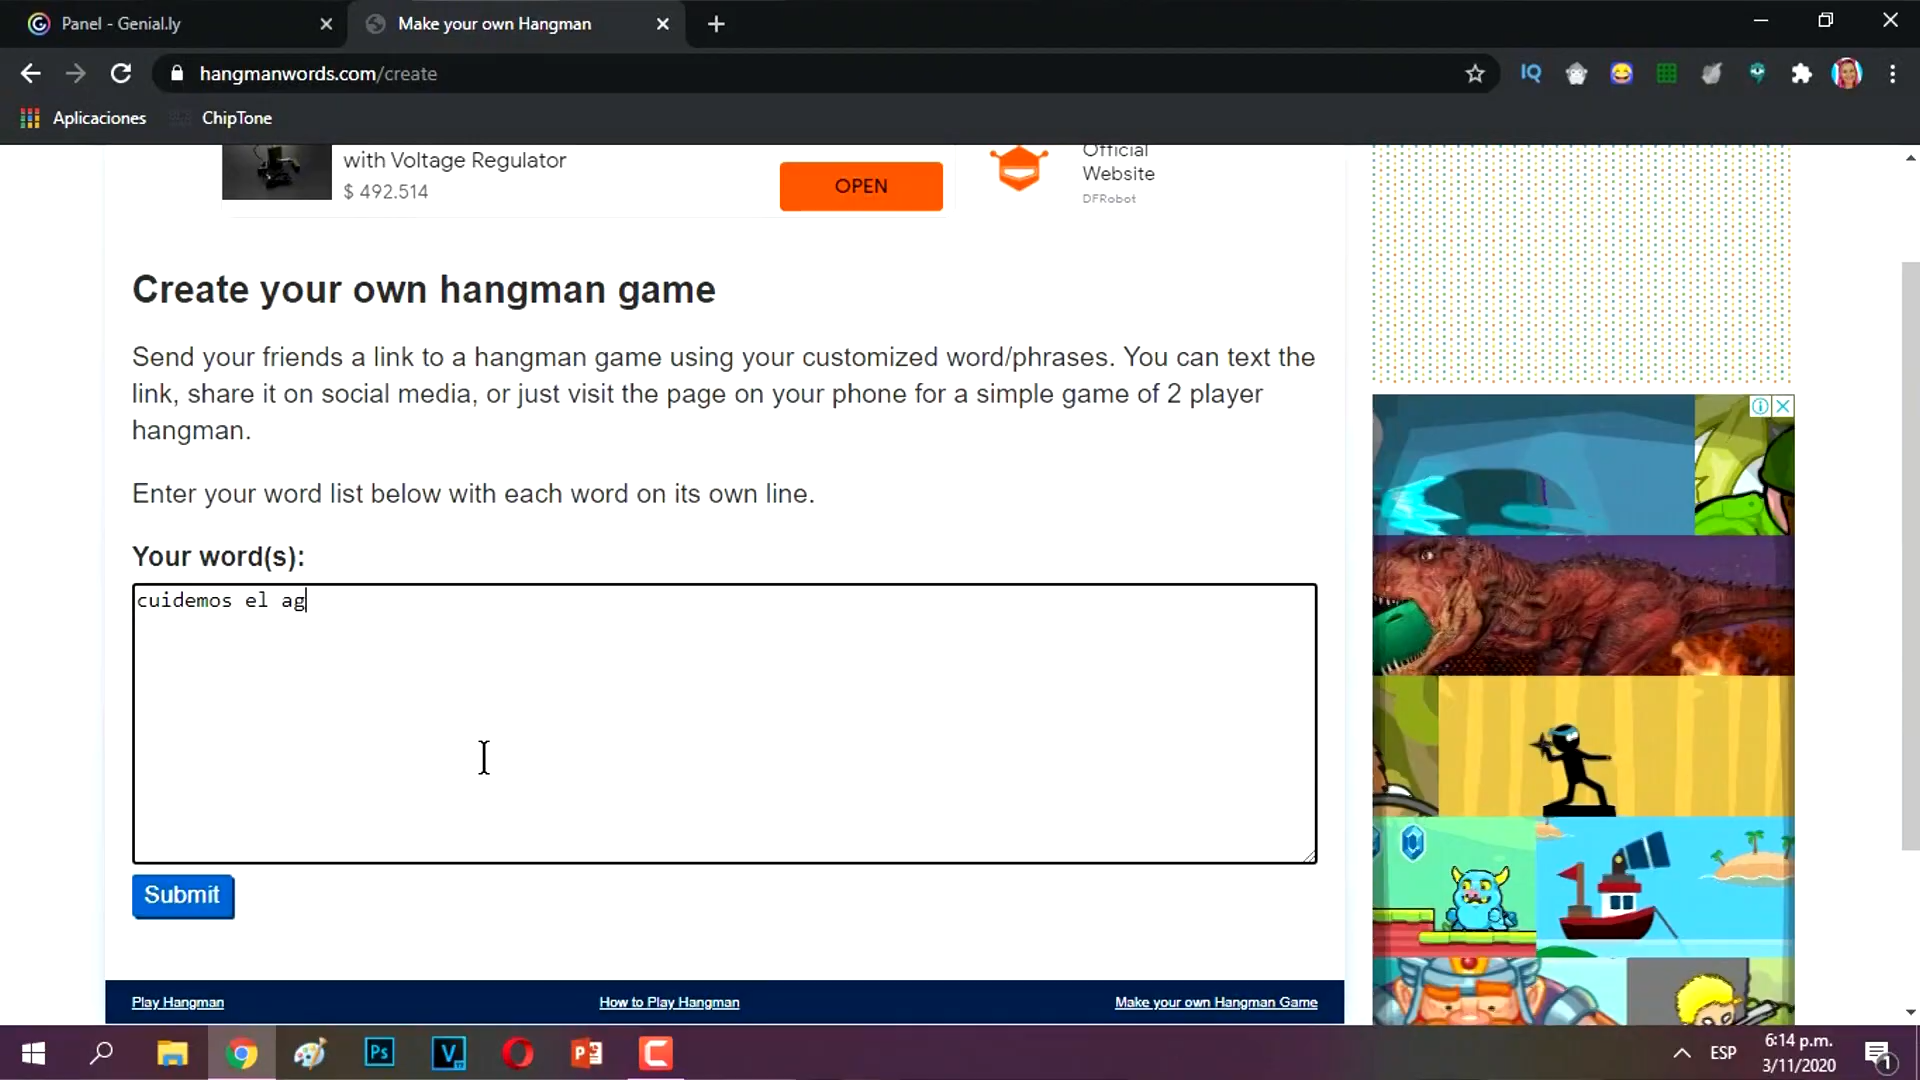 Panel - Genial.ly
Make your own Hangman
hangmanwords.com/create
IQ
Aplicaciones
ChipTone
with Voltage Regulator
$ 492.514
OPEN
Official
Website
DFRobot
Create your own hangman game
Send your friends a link to a hangman game using your customized word/phrases. You can text the
link, share it on social media, or just visit the page on your phone for a simple game of 2 player
hangman.
Enter your word list below with each word on its own line.
Your word(s):
cuidemos el ag
Submit
Play Hangman
How to Play Hangman
Make your own Hangman Game
Ps
V
P
C
ESP
6:14 p.m.
3/11/2020
1